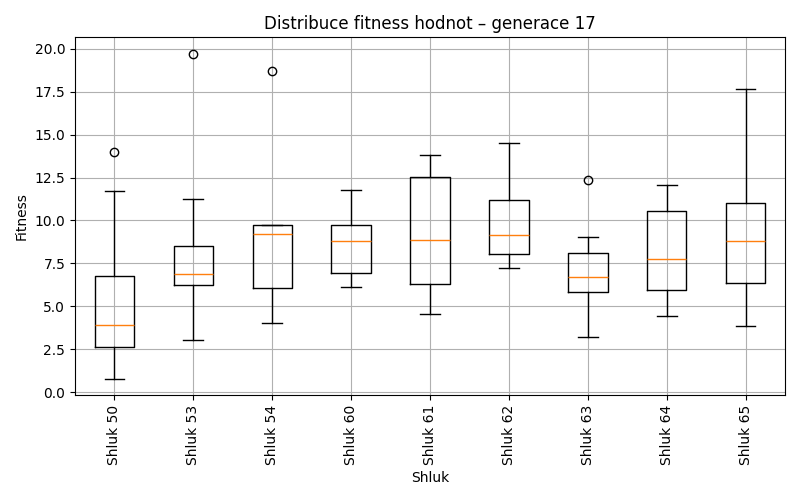 Distribuce fitness hodnot – generace 17
Fitness
20.0
17.5
15.0
12.5
10.0
7.5
5.0
2.5
0.0
Shluk 50
Shluk 53
Shluk 54
Shluk 60
Shluk 61
Shluk 62
Shluk 63
Shluk 64
Shluk 65
Shluk